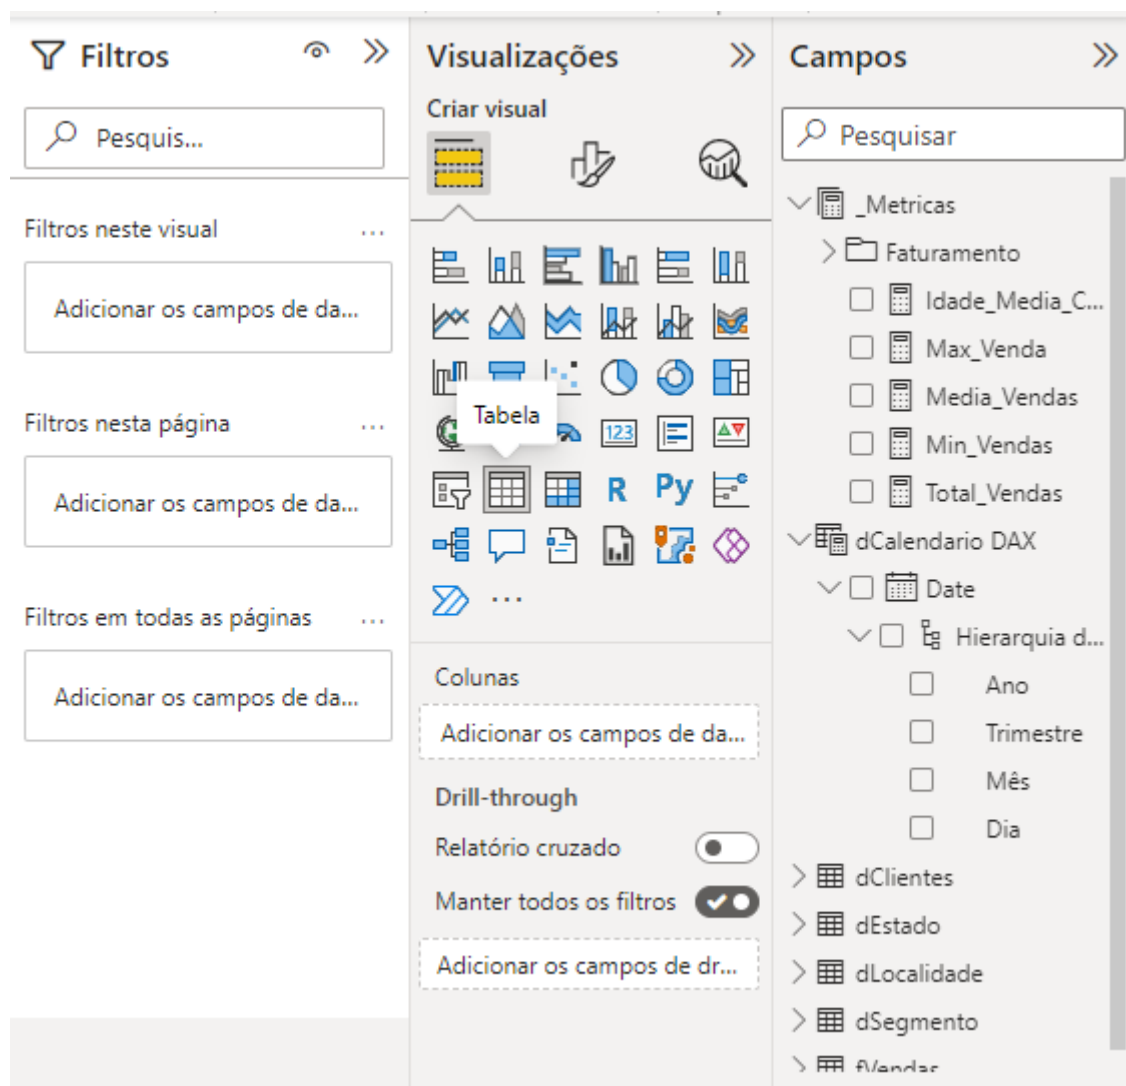 Filtros
Pesquis...
Filtros neste visual
Adicionar os campos de da...
Filtros nesta página
Adicionar os campos de da...
Filtros em todas as páginas
Adicionar os campos de da...
Visualizações
Criar visual
Tabela
123
R
Py
Colunas
Adicionar os campos de da...
Drill-through
Relatório cruzado
Manter todos os filtros
Adicionar os campos de dr...
Campos
Pesquisar
_Metricas
Faturamento
Idade_Media_C...
Max_Venda
Media_Vendas
Min_Vendas
Total_Vendas
dCalendario DAX
Date
Hierarquia d...
Ano
Trimestre
Mês
Dia
dClientes
dEstado
dLocalidade
dSegmento
fVendas